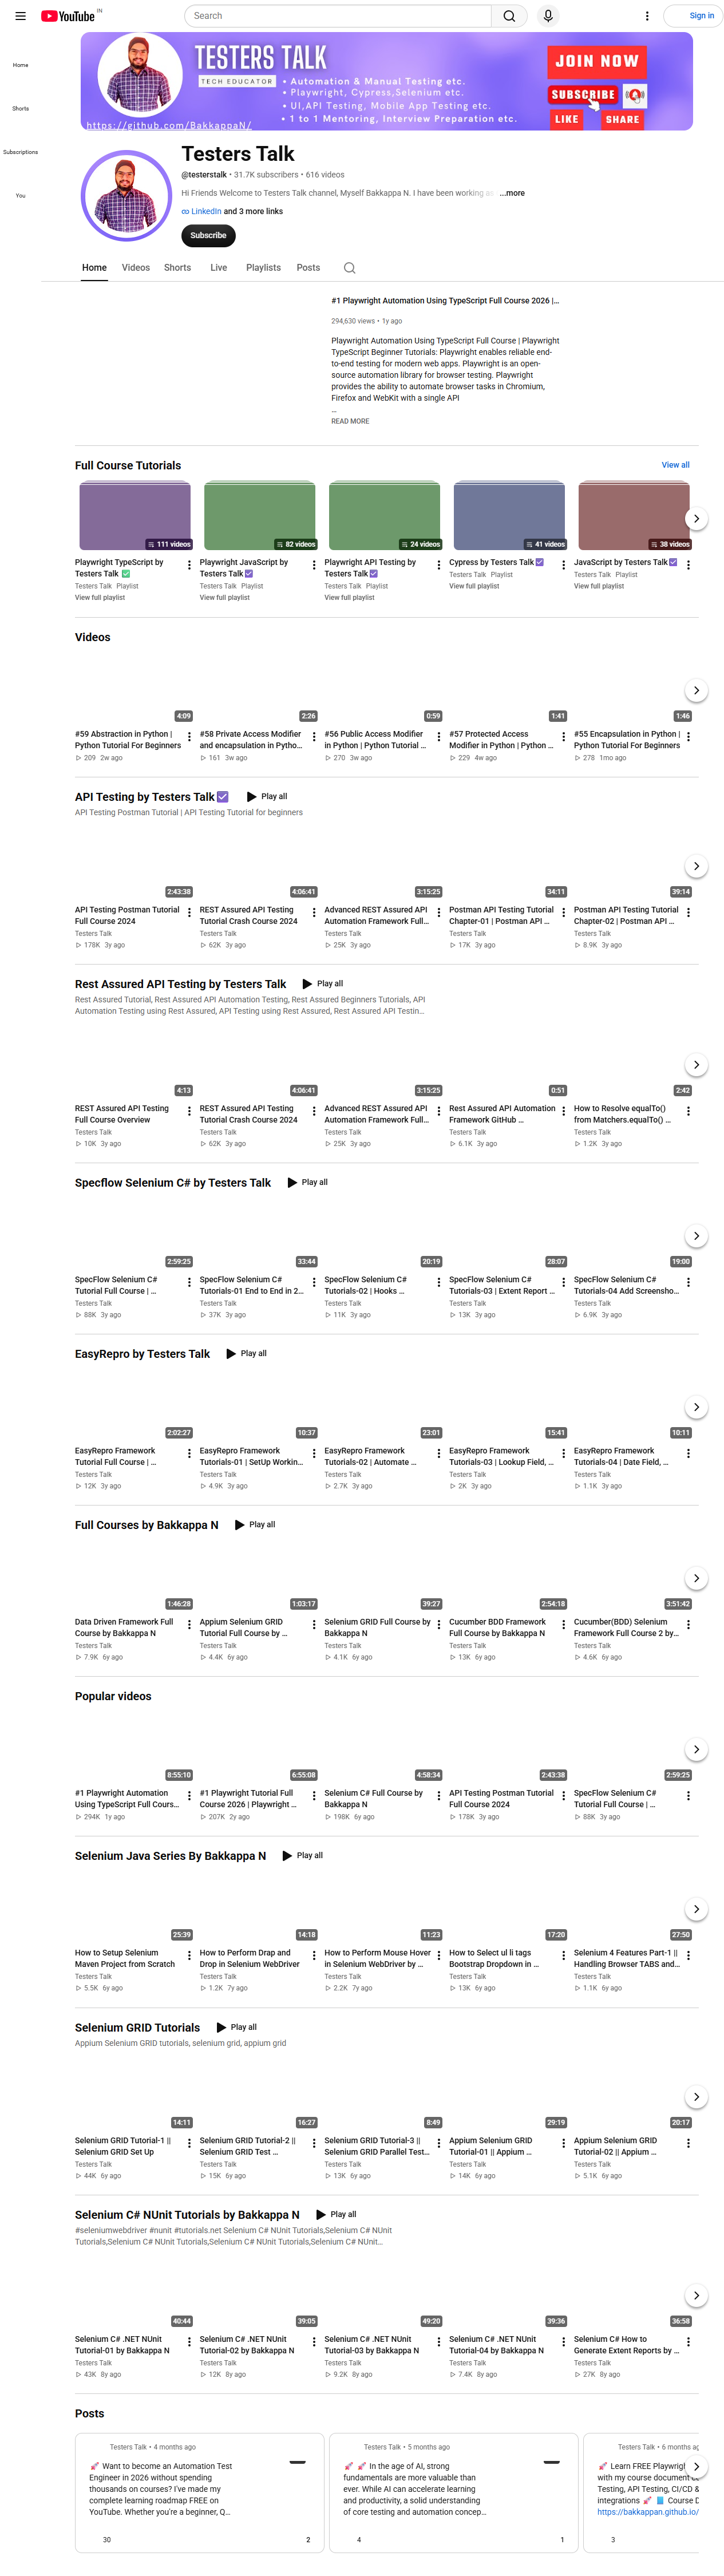 YouTube IN
Search
Sign in
Home
Shorts
Subscriptions
You
TESTERS TALK
TECH EDUCATOR
• Automation & Manual Testing etc.
• Playwright, Cypress,Selenium etc.
• UI,API Testing, Mobile App Testing etc.
• 1 to 1 Mentoring, Interview Preparation etc.
https://github.com/BakkappaN/
JOIN NOW
SUBSCRIBE
LIKE
SHARE
Testers Talk
@testerstalk • 31.7K subscribers • 616 videos
Hi Friends Welcome to Testers Talk channel, Myself Bakkappa N. I have been working as ...more
LinkedIn and 3 more links
Subscribe
Home Videos Shorts Live Playlists Posts
#1 Playwright Automation Using TypeScript Full Course 2026 |...
294,630 views • 1y ago
Playwright Automation Using TypeScript Full Course | Playwright
TypeScript Beginner Tutorials: Playwright enables reliable end-
to-end testing for modern web apps. Playwright is an open-
source automation library for browser testing. Playwright
provides the ability to automate browser tasks in Chromium,
Firefox and WebKit with a single API
...
READ MORE
Full Course Tutorials View all
111 videos 82 videos 24 videos 41 videos 38 videos
Playwright TypeScript by Testers Talk ✅
Testers Talk Playlist
View full playlist
Playwright JavaScript by Testers Talk☑️
Testers Talk Playlist
View full playlist
Playwright API Testing by Testers Talk☑️
Testers Talk Playlist
View full playlist
Cypress by Testers Talk☑️
Testers Talk Playlist
View full playlist
JavaScript by Testers Talk☑️
Testers Talk Playlist
View full playlist
Videos
4:09 2:26 0:59 1:41 1:46
#59 Abstraction in Python | Python Tutorial For Beginners
209 2w ago
#58 Private Access Modifier and encapsulation in Pytho...
161 3w ago
#56 Public Access Modifier in Python | Python Tutorial ...
270 3w ago
#57 Protected Access Modifier in Python | Python ...
229 4w ago
#55 Encapsulation in Python | Python Tutorial For Beginners
278 1mo ago
API Testing by Testers Talk☑️ Play all
API Testing Postman Tutorial | API Testing Tutorial for beginners
2:43:38 4:06:41 3:15:25 34:11 39:14
API Testing Postman Tutorial Full Course 2024
Testers Talk
178K 3y ago
REST Assured API Testing Tutorial Crash Course 2024
Testers Talk
62K 3y ago
Advanced REST Assured API Automation Framework Full...
Testers Talk
25K 3y ago
Postman API Testing Tutorial Chapter-01 | Postman API ...
Testers Talk
17K 3y ago
Postman API Testing Tutorial Chapter-02 | Postman API ...
Testers Talk
8.9K 3y ago
Rest Assured API Testing by Testers Talk Play all
Rest Assured Tutorial, Rest Assured API Automation Testing, Rest Assured Beginners Tutorials, API
Automation Testing using Rest Assured, API Testing using Rest Assured, Rest Assured API Testin...
4:13 4:06:41 3:15:25 0:51 2:42
REST Assured API Testing Full Course Overview
Testers Talk
10K 3y ago
REST Assured API Testing Tutorial Crash Course 2024
Testers Talk
62K 3y ago
Advanced REST Assured API Automation Framework Full...
Testers Talk
25K 3y ago
Rest Assured API Automation Framework GitHub ...
Testers Talk
6.1K 3y ago
How to Resolve equalTo() from Matchers.equalTo() ...
Testers Talk
1.2K 3y ago
Specflow Selenium C# by Testers Talk Play all
2:59:25 33:44 20:19 28:07 19:00
SpecFlow Selenium C# Tutorial Full Course | ...
Testers Talk
88K 3y ago
SpecFlow Selenium C# Tutorials-01 End to End in 2...
Testers Talk
37K 3y ago
SpecFlow Selenium C# Tutorials-02 | Hooks ...
Testers Talk
11K 3y ago
SpecFlow Selenium C# Tutorials-03 | Extent Report ...
Testers Talk
13K 3y ago
SpecFlow Selenium C# Tutorials-04 Add Screensho...
Testers Talk
6.9K 3y ago
EasyRepro by Testers Talk Play all
2:02:27 10:37 23:01 15:41 10:11
EasyRepro Framework Tutorial Full Course | ...
Testers Talk
12K 3y ago
EasyRepro Framework Tutorials-01 | SetUp Workin...
Testers Talk
4.9K 3y ago
EasyRepro Framework Tutorials-02 | Automate ...
Testers Talk
2.7K 3y ago
EasyRepro Framework Tutorials-03 | Lookup Field, ...
Testers Talk
2K 3y ago
EasyRepro Framework Tutorials-04 | Date Field, ...
Testers Talk
1.1K 3y ago
Full Courses by Bakkappa N Play all
1:46:28 1:03:17 39:27 2:54:18 3:51:42
Data Driven Framework Full Course by Bakkappa N
Testers Talk
7.9K 6y ago
Appium Selenium GRID Tutorial Full Course by ...
Testers Talk
4.4K 6y ago
Selenium GRID Full Course by Bakkappa N
Testers Talk
4.1K 6y ago
Cucumber BDD Framework Full Course by Bakkappa N
Testers Talk
13K 6y ago
Cucumber(BDD) Selenium Framework Full Course 2 by...
Testers Talk
4.6K 6y ago
Popular videos
8:55:10 6:55:08 4:58:34 2:43:38 2:59:25
#1 Playwright Automation Using TypeScript Full Cours...
294K 1y ago
#1 Playwright Tutorial Full Course 2026 | Playwright ...
207K 2y ago
Selenium C# Full Course by Bakkappa N
198K 6y ago
API Testing Postman Tutorial Full Course 2024
178K 3y ago
SpecFlow Selenium C# Tutorial Full Course | ...
88K 3y ago
Selenium Java Series By Bakkappa N Play all
25:39 14:18 11:23 17:20 27:50
How to Setup Selenium Maven Project from Scratch
Testers Talk
5.5K 6y ago
How to Perform Drap and Drop in Selenium WebDriver
Testers Talk
1.2K 7y ago
How to Perform Mouse Hover in Selenium WebDriver by ...
Testers Talk
2.2K 7y ago
How to Select ul li tags Bootstrap Dropdown in ...
Testers Talk
13K 6y ago
Selenium 4 Features Part-1 || Handling Browser TABS and...
Testers Talk
1.1K 6y ago
Selenium GRID Tutorials Play all
Appium Selenium GRID tutorials, selenium grid, appium grid
14:11 16:27 8:49 29:19 20:17
Selenium GRID Tutorial-1 || Selenium GRID Set Up
Testers Talk
44K 6y ago
Selenium GRID Tutorial-2 || Selenium GRID Test ...
Testers Talk
15K 6y ago
Selenium GRID Tutorial-3 || Selenium GRID Parallel Test...
Testers Talk
13K 6y ago
Appium Selenium GRID Tutorial-01 || Appium ...
Testers Talk
14K 6y ago
Appium Selenium GRID Tutorial-02 || Appium ...
Testers Talk
5.1K 6y ago
Selenium C# NUnit Tutorials by Bakkappa N Play all
#seleniumwebdriver #nunit #tutorials.net Selenium C# NUnit Tutorials,Selenium C# NUnit
Tutorials,Selenium C# NUnit Tutorials,Selenium C# NUnit Tutorials,Selenium C# NUnit...
40:44 39:05 49:20 39:36 36:58
Selenium C# .NET NUnit Tutorial-01 by Bakkappa N
Testers Talk
43K 8y ago
Selenium C# .NET NUnit Tutorial-02 by Bakkappa N
Testers Talk
12K 8y ago
Selenium C# .NET NUnit Tutorial-03 by Bakkappa N
Testers Talk
9.2K 8y ago
Selenium C# .NET NUnit Tutorial-04 by Bakkappa N
Testers Talk
7.4K 8y ago
Selenium C# How to Generate Extent Reports by ...
Testers Talk
27K 8y ago
Posts
Testers Talk • 4 months ago
🚀 Want to become an Automation Test
Engineer in 2026 without spending
thousands on courses? I've made my
complete learning roadmap FREE on
YouTube. Whether you're a beginner, Q...
30 2
Testers Talk • 5 months ago
🚀 🚀 In the age of AI, strong
fundamentals are more valuable than
ever. While AI can accelerate learning
and productivity, a solid understanding
of core testing and automation concep...
4 1
Testers Talk • 6 months ag
🚀 Learn FREE Playwrigh
with my course document
Testing, API Testing, CI/CD &
integrations 🚀 📘 Course D
https://bakkappan.github.io/
3